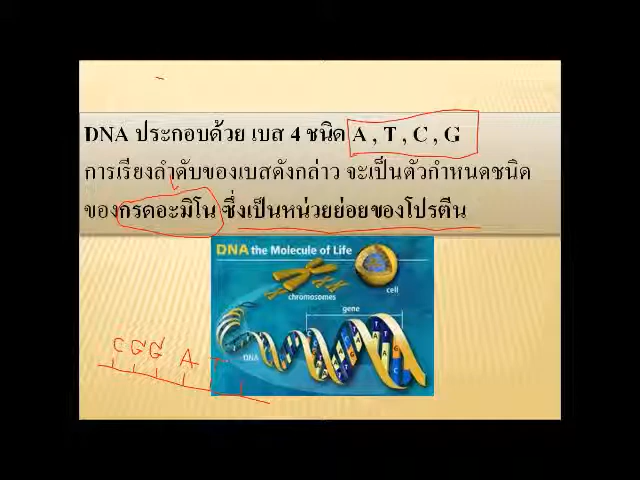 DNA ประกอบด้วย เบส 4 ชนิด A , T , C , G
การเรียงลำดับของเบสดังกล่าว จะเป็นตัวกำหนดชนิด
ของกรดอะมิโน ซึ่งเป็นหน่วยย่อยของโปรตีน
DNA the Molecule of Life
chromosomes
cell
gene
DNA
C G G A